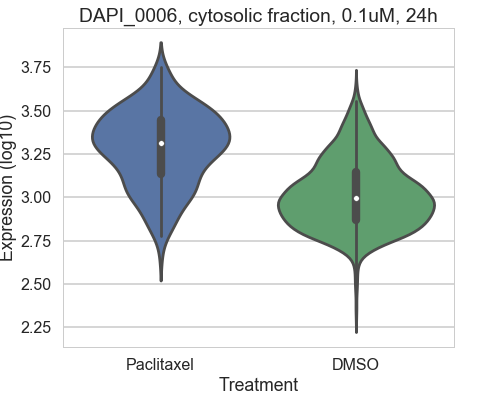 DAPI_0006, cytosolic fraction, 0.1uM, 24h
Expression (log10)
3.75
3.50
3.25
3.00
2.75
2.50
2.25
Paclitaxel DMSO
Treatment